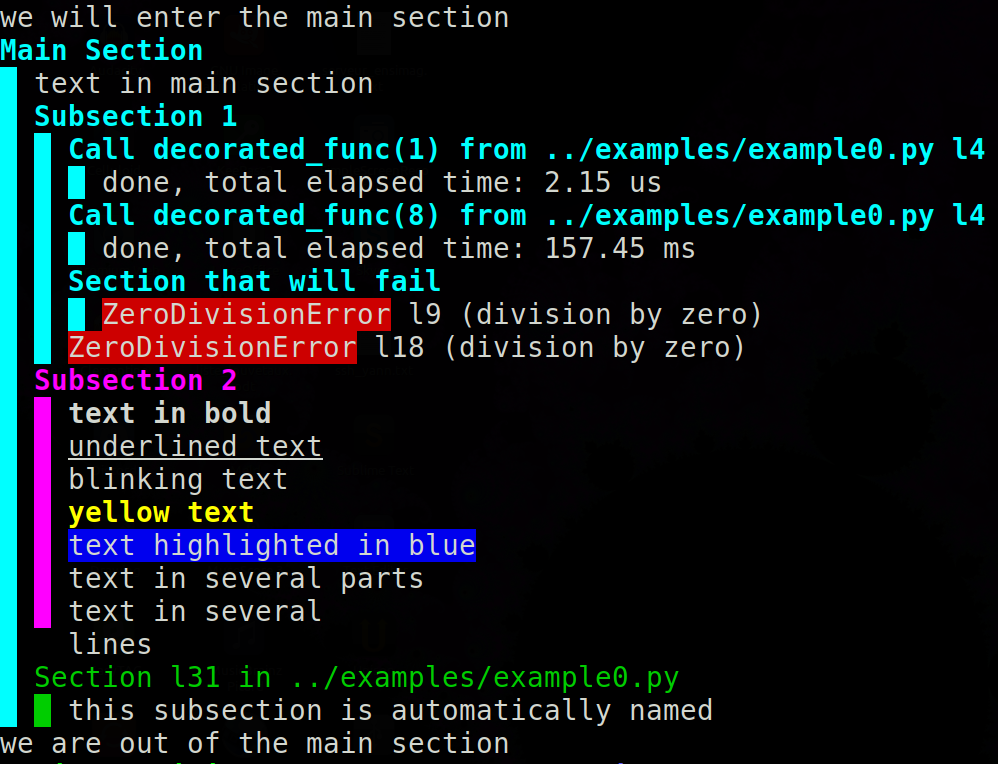 we will enter the main section
Main Section
text in main section
Subsection 1
Call decorated_func(1) from ../examples/example0.py l4
done, total elapsed time: 2.15 us
Call decorated_func(8) from ../examples/example0.py l4
done, total elapsed time: 157.45 ms
Section that will fail
ZeroDivisionError l9 (division by zero)
ZeroDivisionError l18 (division by zero)
Subsection 2
text in bold
underlined text
blinking text
yellow text
text highlighted in blue
text in several parts
text in several
lines
Section l31 in ../examples/example0.py
this subsection is automatically named
we are out of the main section